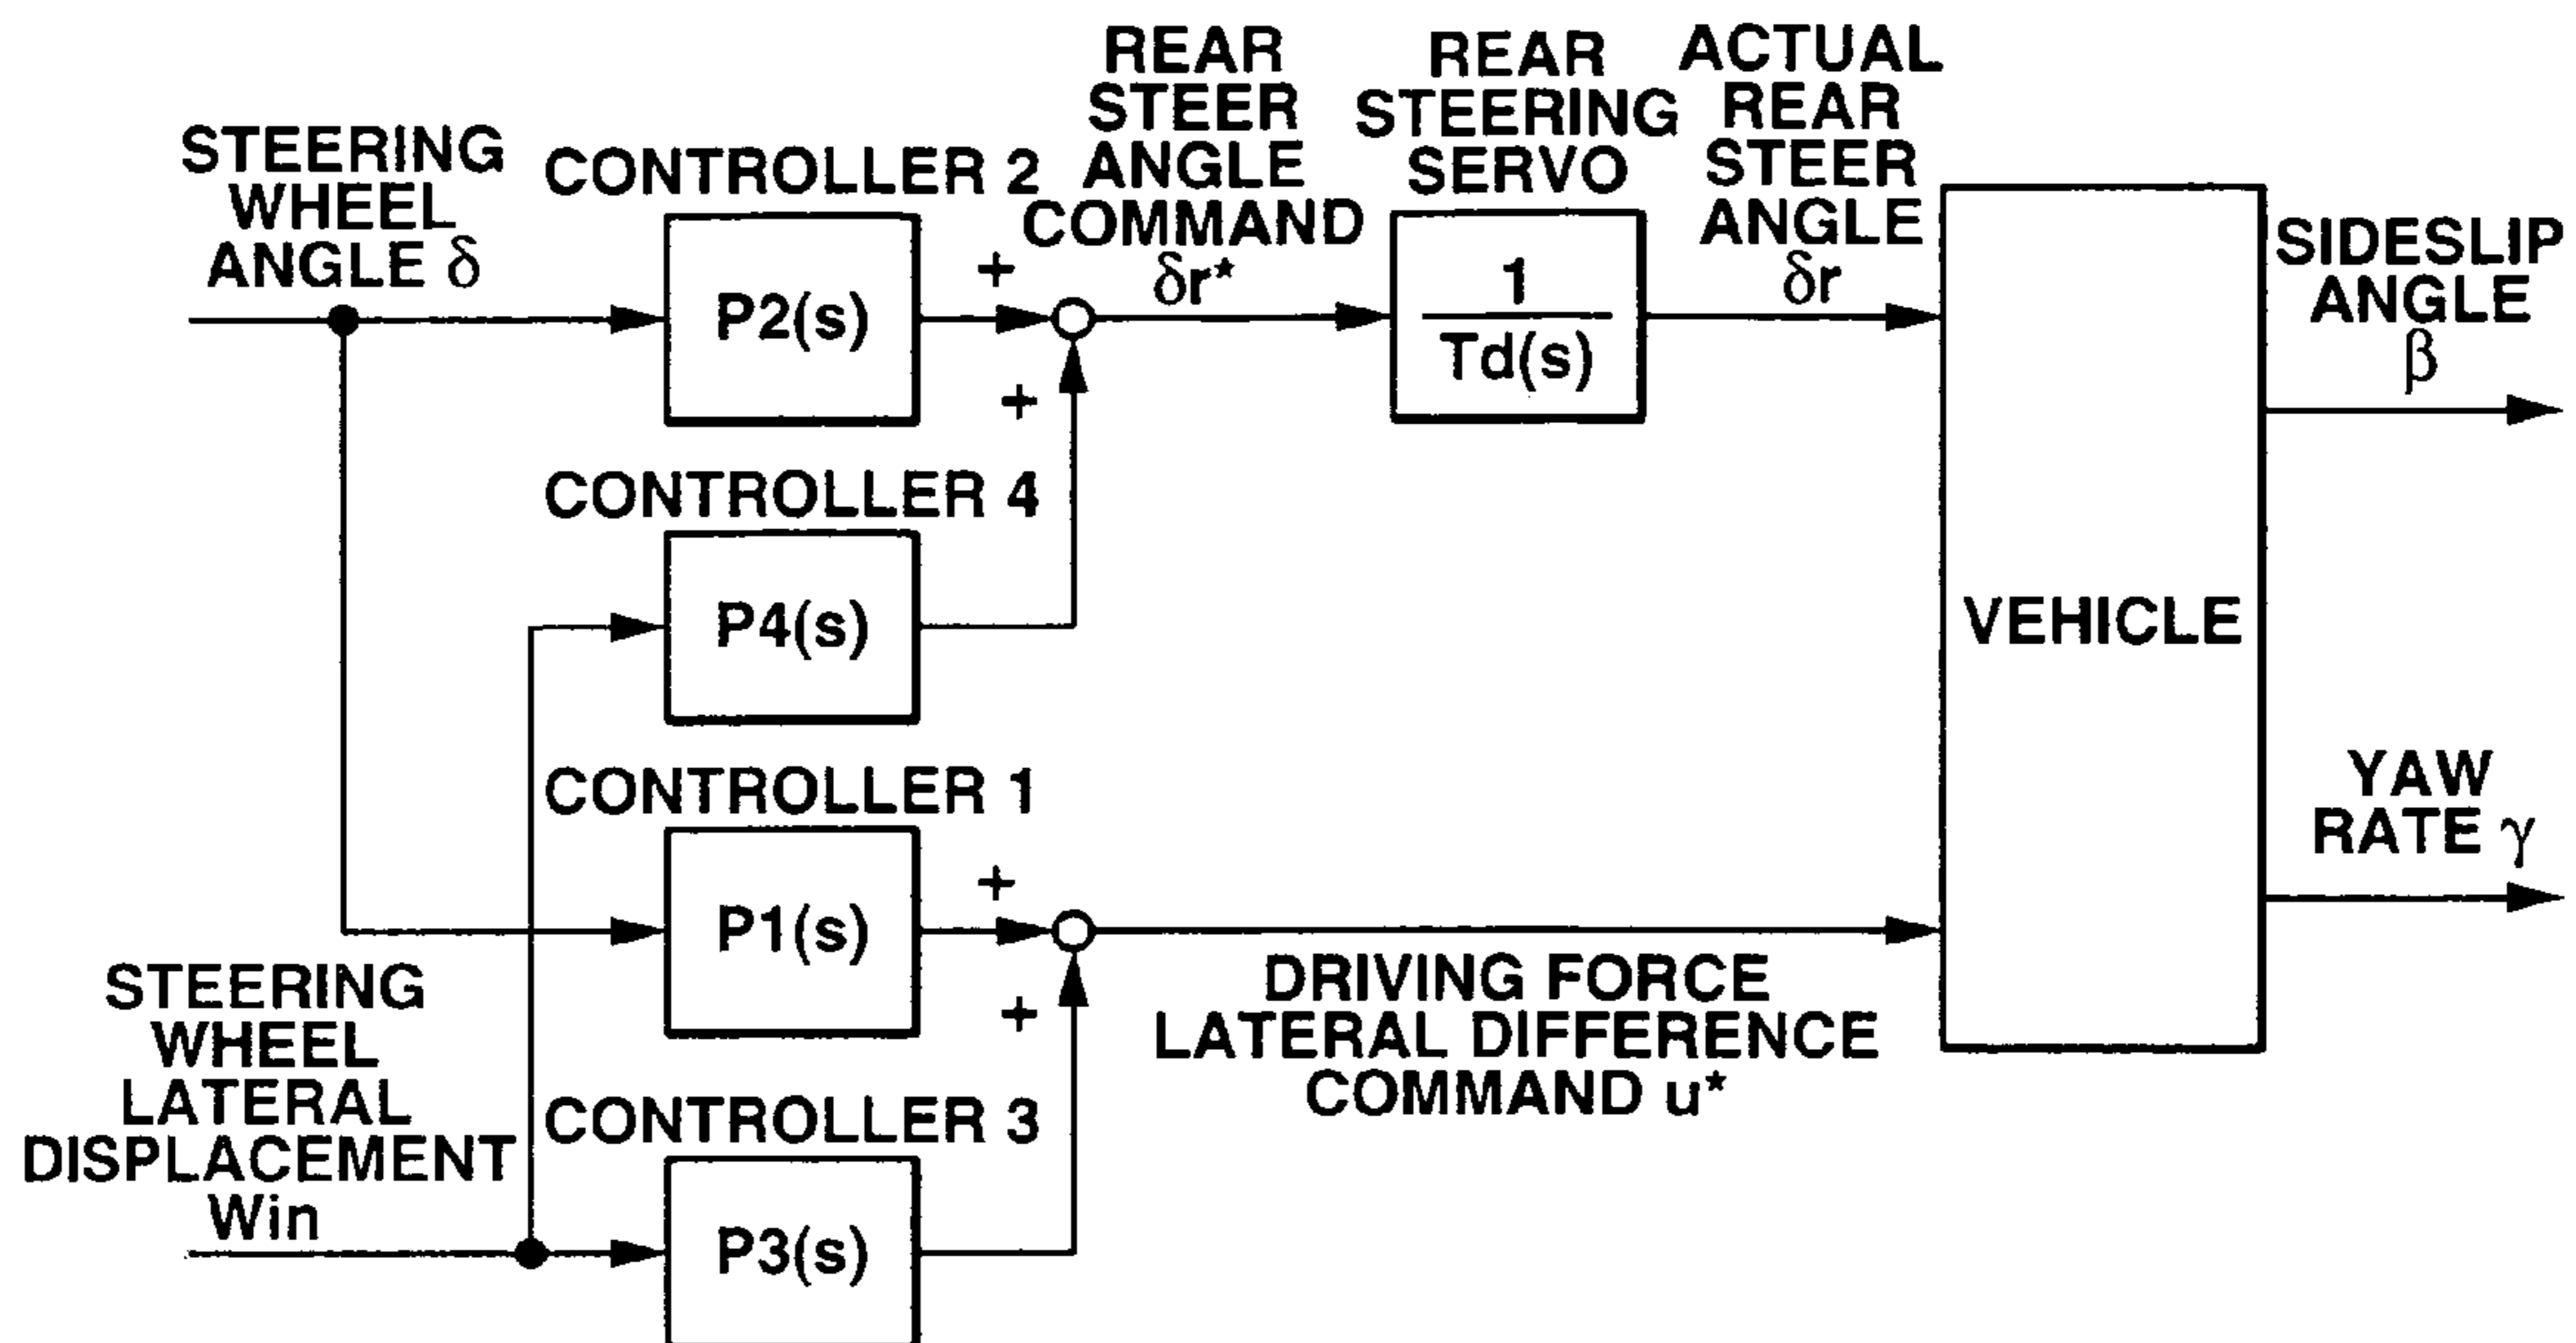 STEERING
WHEEL
ANGLE δ
CONTROLLER 2
P2(s)
+
+
REAR
STEER
ANGLE
COMMAND
δr*
REAR
STEERING
SERVO
1
Td(s)
ACTUAL
REAR
STEER
ANGLE
δr
VEHICLE
SIDESLIP
ANGLE
β
YAW
RATE γ
CONTROLLER 4
P4(s)
CONTROLLER 1
P1(s)
+
+
DRIVING FORCE
LATERAL DIFFERENCE
COMMAND u*
STEERING
WHEEL
LATERAL
DISPLACEMENT
Win
CONTROLLER 3
P3(s)